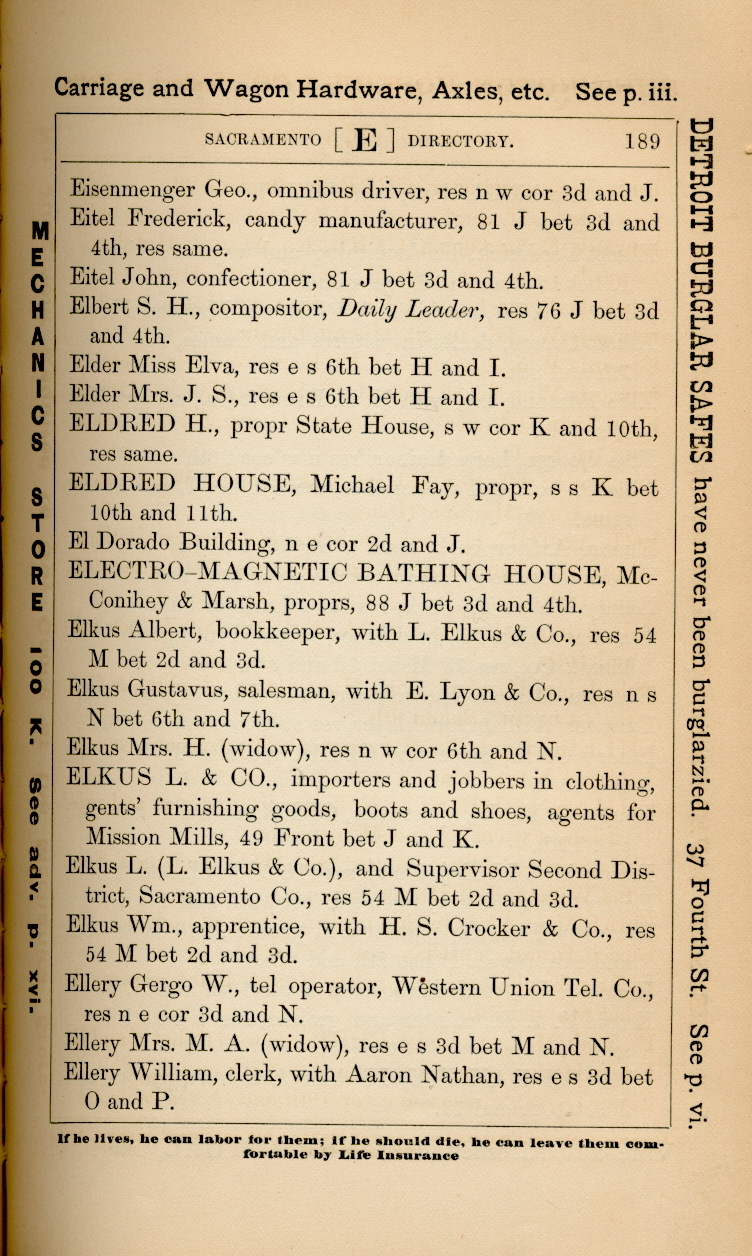 Carriage and Wagon Hardware, Axles, etc. See p. iii.
SACRAMENTO [ E ] DIRECTORY. 189
Eisenmenger Geo., omnibus driver, res n w cor 3d and J.
Eitel Frederick, candy manufacturer, 81 J bet 3d and
4th, res same.
Eitel John, confectioner, 81 J bet 3d and 4th.
Elbert S. H., compositor, Daily Leader, res 76 J bet 3d
and 4th.
Elder Miss Elva, res e s 6th bet H and I.
Elder Mrs. J. S., res e s 6th bet H and I.
ELDRED H., propr State House, s w cor K and 10th,
res same.
ELDRED HOUSE, Michael Fay, propr, s s K bet
10th and 11th.
El Dorado Building, n e cor 2d and J.
ELECTRO-MAGNETIC BATHING HOUSE, Mc-
Conihey & Marsh, proprs, 88 J bet 3d and 4th.
Elkus Albert, bookkeeper, with L. Elkus & Co., res 54
M bet 2d and 3d.
Elkus Gustavus, salesman, with E. Lyon & Co., res n s
N bet 6th and 7th.
Elkus Mrs. H. (widow), res n w cor 6th and N.
ELKUS L. & CO., importers and jobbers in clothing,
gents' furnishing goods, boots and shoes, agents for
Mission Mills, 49 Front bet J and K.
Elkus L. (L. Elkus & Co.), and Supervisor Second Dis-
trict, Sacramento Co., res 54 M bet 2d and 3d.
Elkus Wm., apprentice, with H. S. Crocker & Co., res
54 M bet 2d and 3d.
Ellery Gergo W., tel operator, Western Union Tel. Co.,
res n e cor 3d and N.
Ellery Mrs. M. A. (widow), res e s 3d bet M and N.
Ellery William, clerk, with Aaron Nathan, res e s 3d bet
O and P.
If he lives, he can labor for them; if he should die, he can leave them com-
fortable by Life Insurance
MECHANICS STORE 100 K. See adv. p. xvi.
DETROIT BURGLAR SAFES have never been burglarzied. 37 Fourth St. See p. vi.